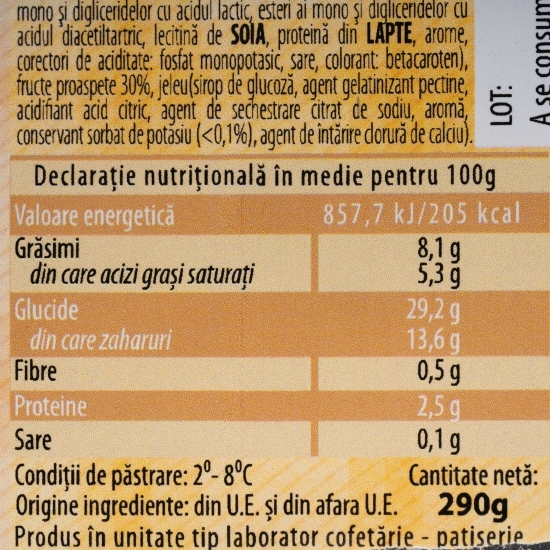 mono și digliceridelor cu acidul lactic, esteri ai mono și digliceridelor cu
acidul diacetiltartric, lecitină de SOIA, proteină din LAPTE, arome,
corectori de aciditate: fosfat monopotasic, sare, colorant: betacaroten),
fructe proaspete 30%, jeleu(sirop de glucoză, agent gelatinizant pectine,
acidifiant acid citric, agent de sechestrare citrat de sodiu, aromă,
conservant sorbat de potasiu (<0,1%), agent de întărire clorură de calciu).
LOT:
A se consum
Declarație nutrițională în medie pentru 100g
Valoare energetică 857,7 kJ/205 kcal
Grăsimi 8,1 g
din care acizi grași saturați 5,3 g
Glucide 29,2 g
din care zaharuri 13,6 g
Fibre 0,5 g
Proteine 2,5 g
Sare 0,1 g
Condiții de păstrare: 2⁰- 8⁰C Cantitate netă:
Origine ingrediente: din U.E. și din afara U.E. 290g
Produs în unitate tip laborator cofetărie - patiserie